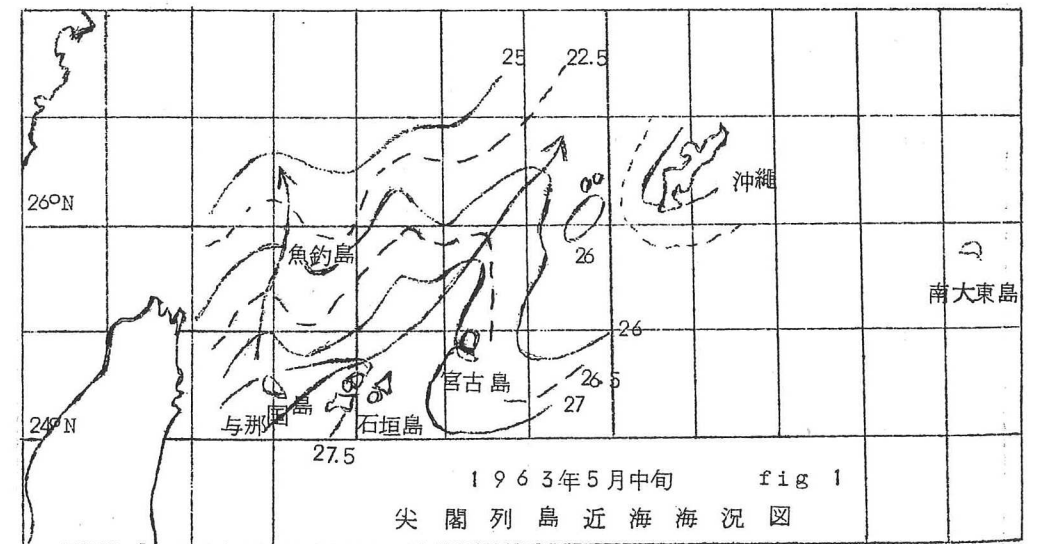 25
22.5
沖縄
26°N
魚釣島
26
南大東島
26
宮古島
26.5
27
24°N
与那国島
石垣島
27.5
1963年5月中旬 fig 1
尖閣列島近海海況図